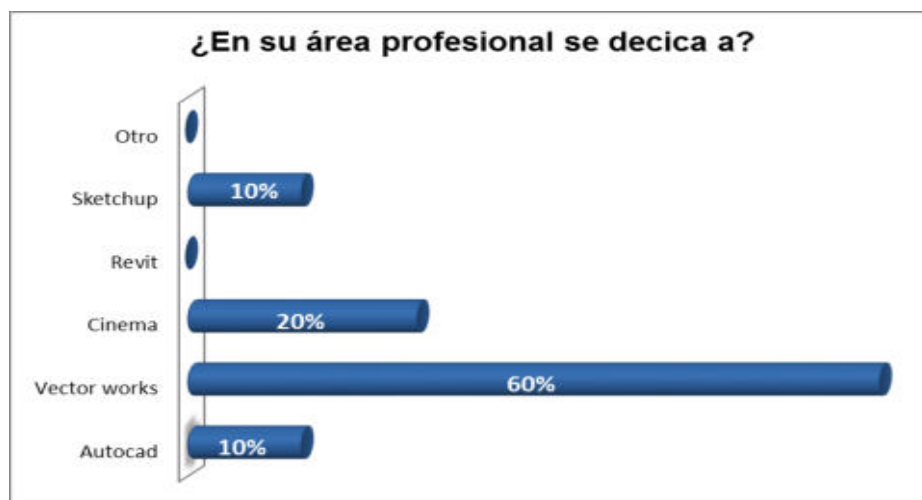 ¿En su área profesional se decica a?
Otro
Sketchup 10%
Revit
Cinema 20%
Vector works 60%
Autocad 10%